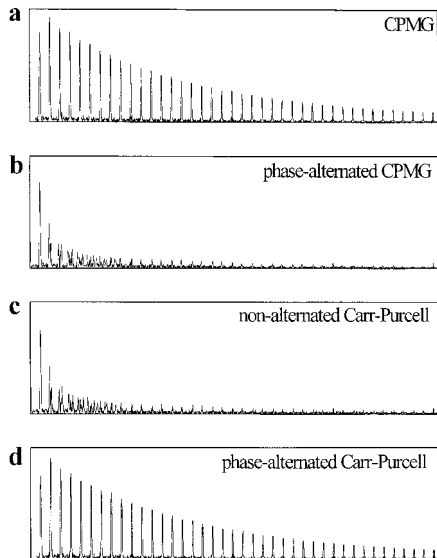 a
CPMG
b
phase-alternated CPMG
c
non-alternated Carr-Purcell
d
phase-alternated Carr-Purcell